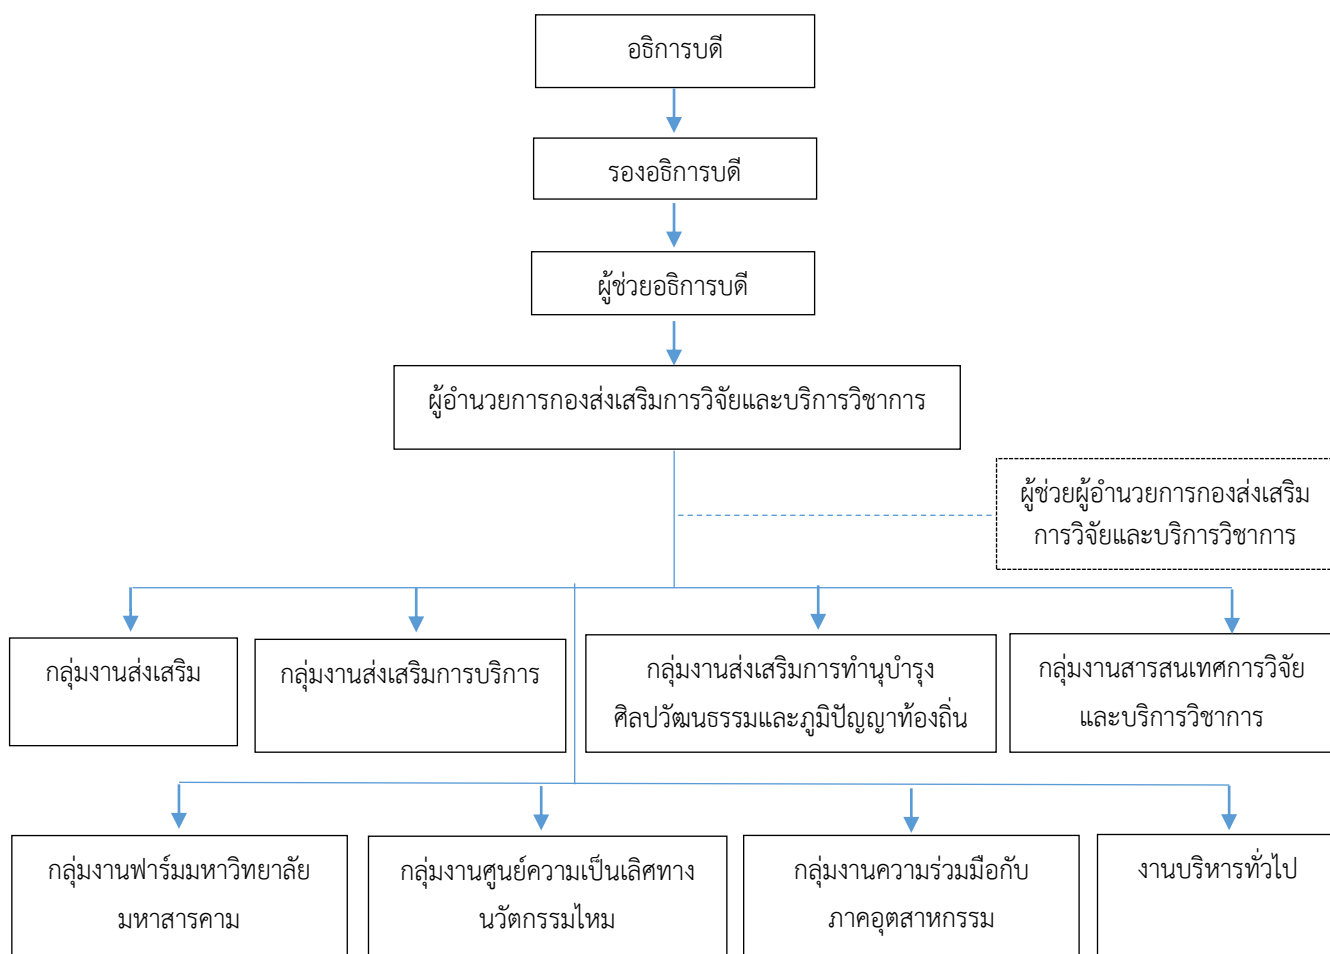 อธิการบดี
รองอธิการบดี
ผู้ช่วยอธิการบดี
ผู้อำนวยการกองส่งเสริมการวิจัยและบริการวิชาการ
ผู้ช่วยผู้อำนวยการกองส่งเสริม
การวิจัยและบริการวิชาการ
กลุ่มงานส่งเสริม
กลุ่มงานส่งเสริมการบริการ
กลุ่มงานส่งเสริมการทำนุบำรุง
ศิลปวัฒนธรรมและภูมิปัญญาท้องถิ่น
กลุ่มงานสารสนเทศการวิจัย
และบริการวิชาการ
กลุ่มงานฟาร์มมหาวิทยาลัย
มหาสารคาม
กลุ่มงานศูนย์ความเป็นเลิศทาง
นวัตกรรมไหม
กลุ่มงานความร่วมมือกับ
ภาคอุตสาหกรรม
งานบริหารทั่วไป